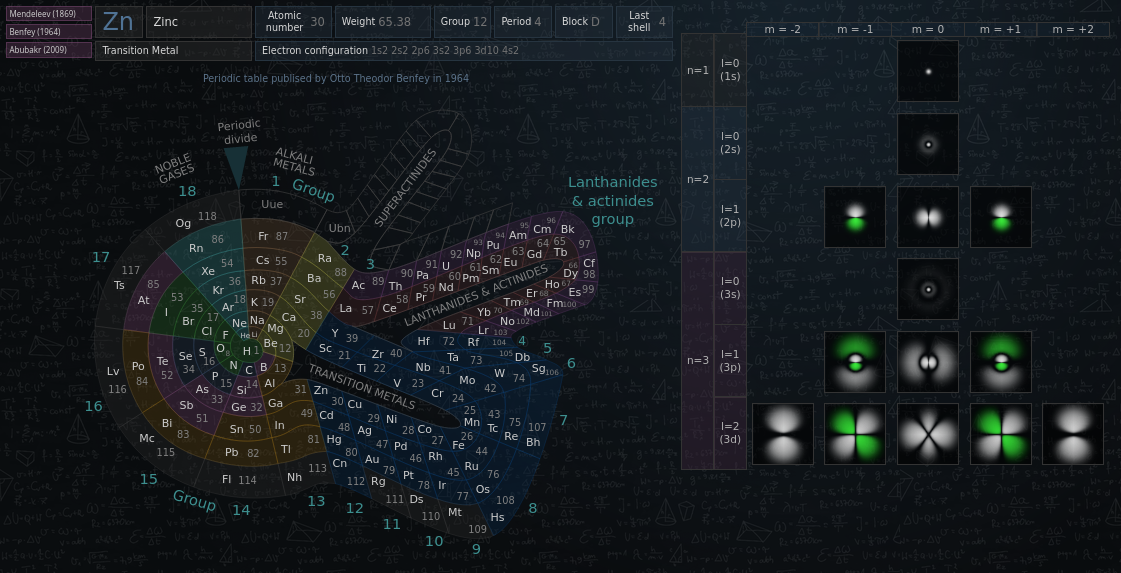 Mendeleev (1869)
Benfey (1964)
Abubakr (2009)
Zn
Zinc
Atomic number 30
Weight 65.38
Group 12
Period 4
Block D
Last shell 4
Transition Metal
Electron configuration 1s2 2s2 2p6 3s2 3p6 3d10 4s2
Periodic table publised by Otto Theodor Benfey in 1964
Periodic
divide
NOBLE
GASES
ALKALI
METALS
18
1 Group
Uue
Ubn
2
3
SUPERACTINIDES
Lanthanides
& actinides
group
17
Og 118
Rn 86
Xe 54
Kr 36
Ar 18
Ne
He
Fr 87
Cs 55
Rb 37
K 19
Na
Li
Ra 88
Ba 56
Sr 38
Ca 20
Mg 12
Be
117
Ts
At
53
I
35
Br
17
Cl
F
O 8
H 1
N
C
B
Ac 89
Th 90
Pa 91
U 92
Np 93
Pu 94
Am 95
Cm 96
Bk 97
Cf 98
Es 99
Fm 100
Md 101
No 102
Lr 103
La 57
Ce 58
Pr 59
Nd 60
Pm 61
Sm 62
Eu 63
Gd 64
Tb 65
Dy 66
Ho 67
Er 68
Tm 69
Yb 70
Lu 71
LANTHANIDES & ACTINIDES
Lv 116
Po 84
Te 52
Se 34
S 16
Mc 115
Bi 83
Sb 51
As 33
P 15
Fl 114
Pb 82
Sn 50
Ge 32
Si 14
Nh 113
Tl 81
In 49
Ga 31
Al 13
Y 39
Sc 21
Zr 40
Ti 22
Hf 72
Rf 104
Nb 41
V 23
Ta 73
Db 105
Mo 42
Cr 24
W 74
Sg 106
TRANSITION METALS
Zn 30
Cu 29
Ni 28
Co 27
Fe 26
Mn 25
Cd 48
Ag 47
Pd 46
Rh 45
Ru 44
Tc 43
Hg 80
Au 79
Pt 78
Ir 77
Os 76
Re 75
Cn 112
Rg 111
Ds 110
Mt 109
Hs 108
Bh 107
4
5
6
7
8
9
10
11
12
13
14
Group
15
16
m = -2
m = -1
m = 0
m = +1
m = +2
n=1
l=0
(1s)
n=2
l=0
(2s)
l=1
(2p)
n=3
l=0
(3s)
l=1
(3p)
l=2
(3d)